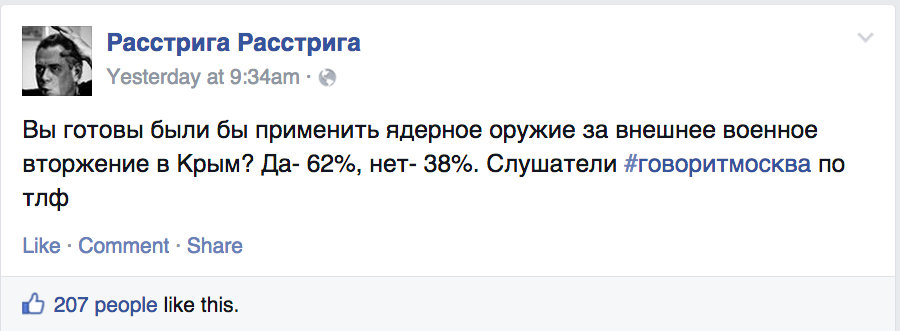 Расстрига Расстрига
Yesterday at 9:34am ·
Вы готовы были бы применить ядерное оружие за внешнее военное
вторжение в Крым? Да- 62%, нет- 38%. Слушатели #говоритмосква по
тлф
Like · Comment · Share
207 people like this.